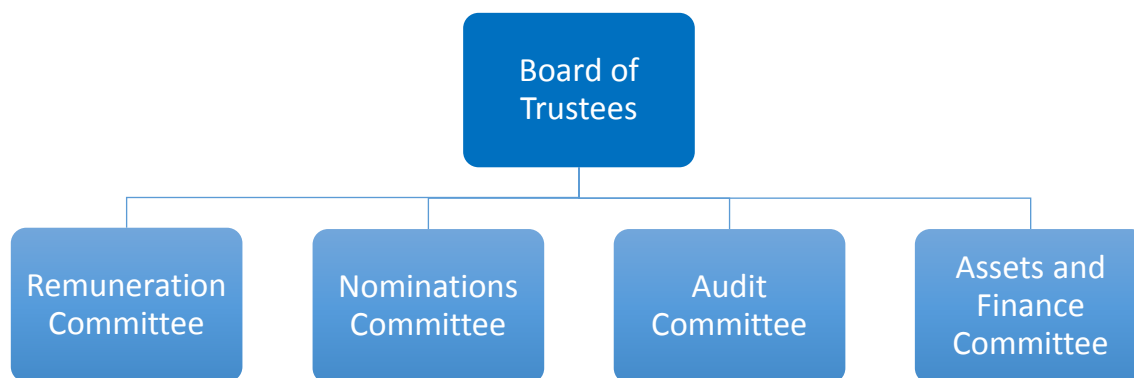 Board of
Trustees
Remuneration
Committee
Nominations
Committee
Audit
Committee
Assets and
Finance
Committee